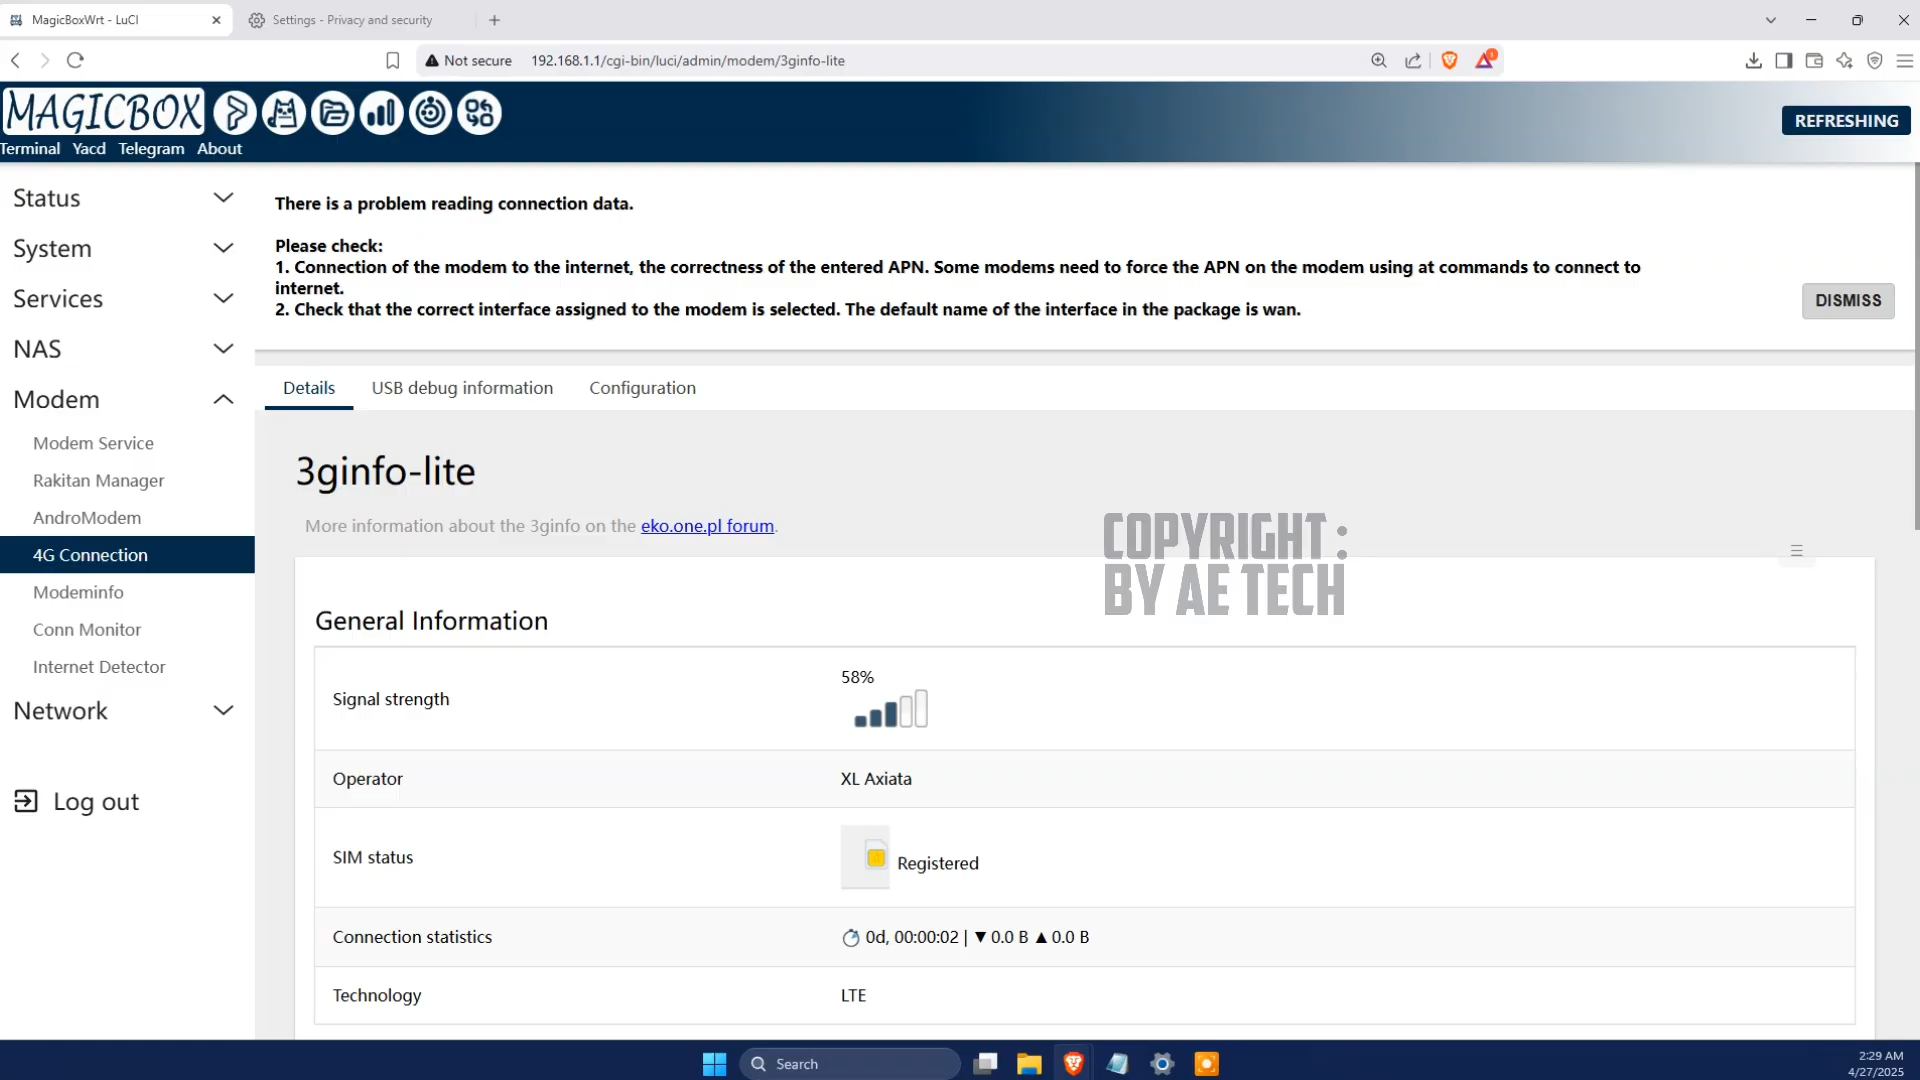 MagicBoxWrt - LuCI
Settings - Privacy and security
Not secure
192.168.1.1/cgi-bin/luci/admin/modem/3ginfo-lite
1
MAGICBOX
Terminal Yacd Telegram About
REFRESHING
Status
System
Services
NAS
Modem
Modem Service
Rakitan Manager
AndroModem
4G Connection
Modeminfo
Conn Monitor
Internet Detector
Network
Log out
There is a problem reading connection data.
Please check:
1. Connection of the modem to the internet, the correctness of the entered APN. Some modems need to force the APN on the modem using at commands to connect to
internet.
2. Check that the correct interface assigned to the modem is selected. The default name of the interface in the package is wan.
DISMISS
Details USB debug information Configuration
3ginfo-lite
More information about the 3ginfo on the eko.one.pl forum.
COPYRIGHT :
BY AE TECH
General Information
Signal strength
58%
Operator XL Axiata
SIM status Registered
Connection statistics 0d, 00:00:02 | ▼ 0.0 B ▲ 0.0 B
Technology LTE
Search
2:29 AM
4/27/2025